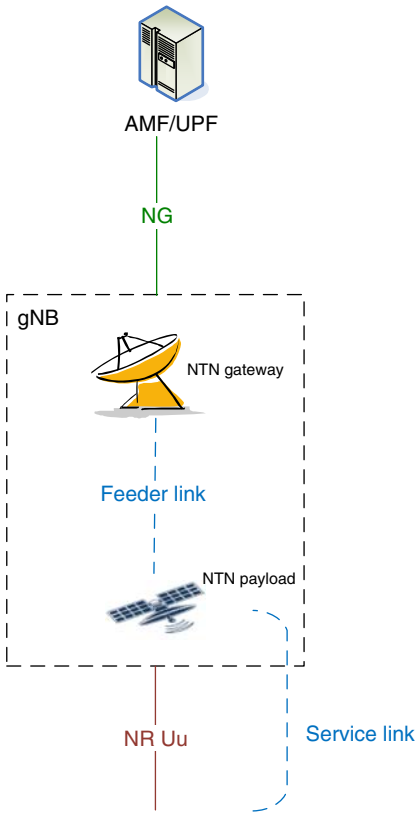 AMF/UPF
NG
gNB
NTN gateway
Feeder link
NTN payload
NR Uu
Service link